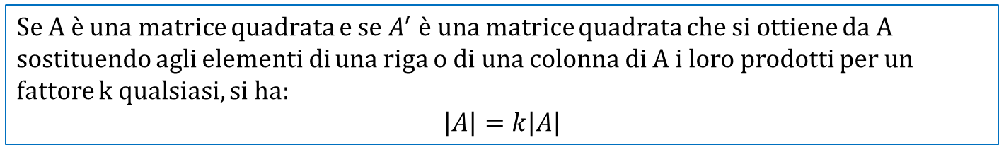 Se A è una matrice quadrata e se A′ è una matrice quadrata che si ottiene da A
sostituendo agli elementi di una riga o di una colonna di A i loro prodotti per un
fattore k qualsiasi, si ha:
|A| = k|A|